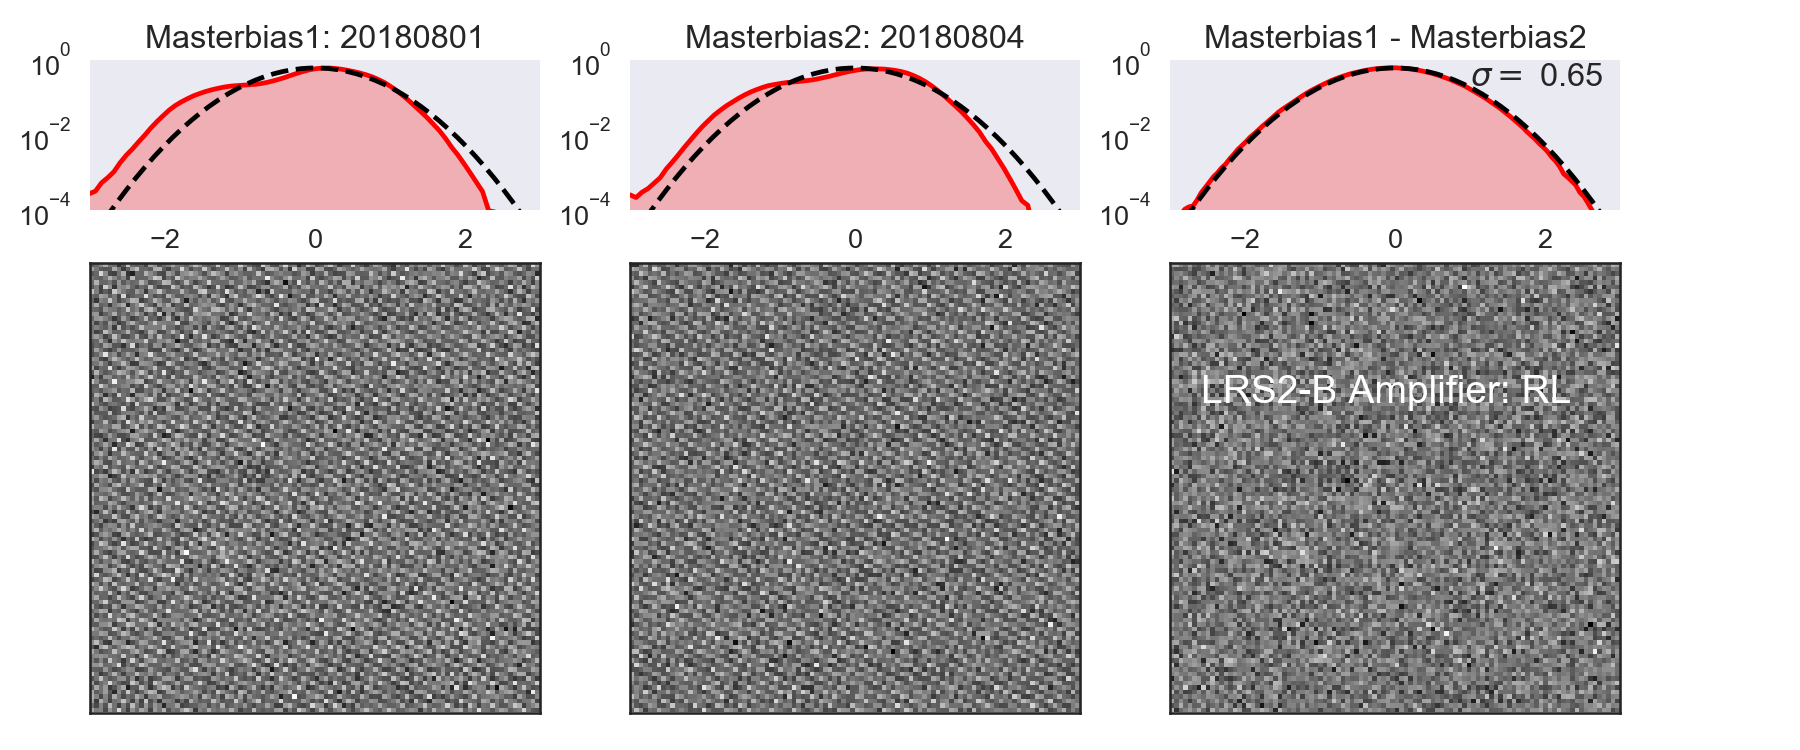 Masterbias1: 20180801
Masterbias2: 20180804
Masterbias1 - Masterbias2
10^0
10^−2
10^−4
−2 0 2
10^0
10^−2
10^−4
−2 0 2
10^0
10^−2
10^−4
−2 0 2
σ = 0.65
LRS2-B Amplifier: RL